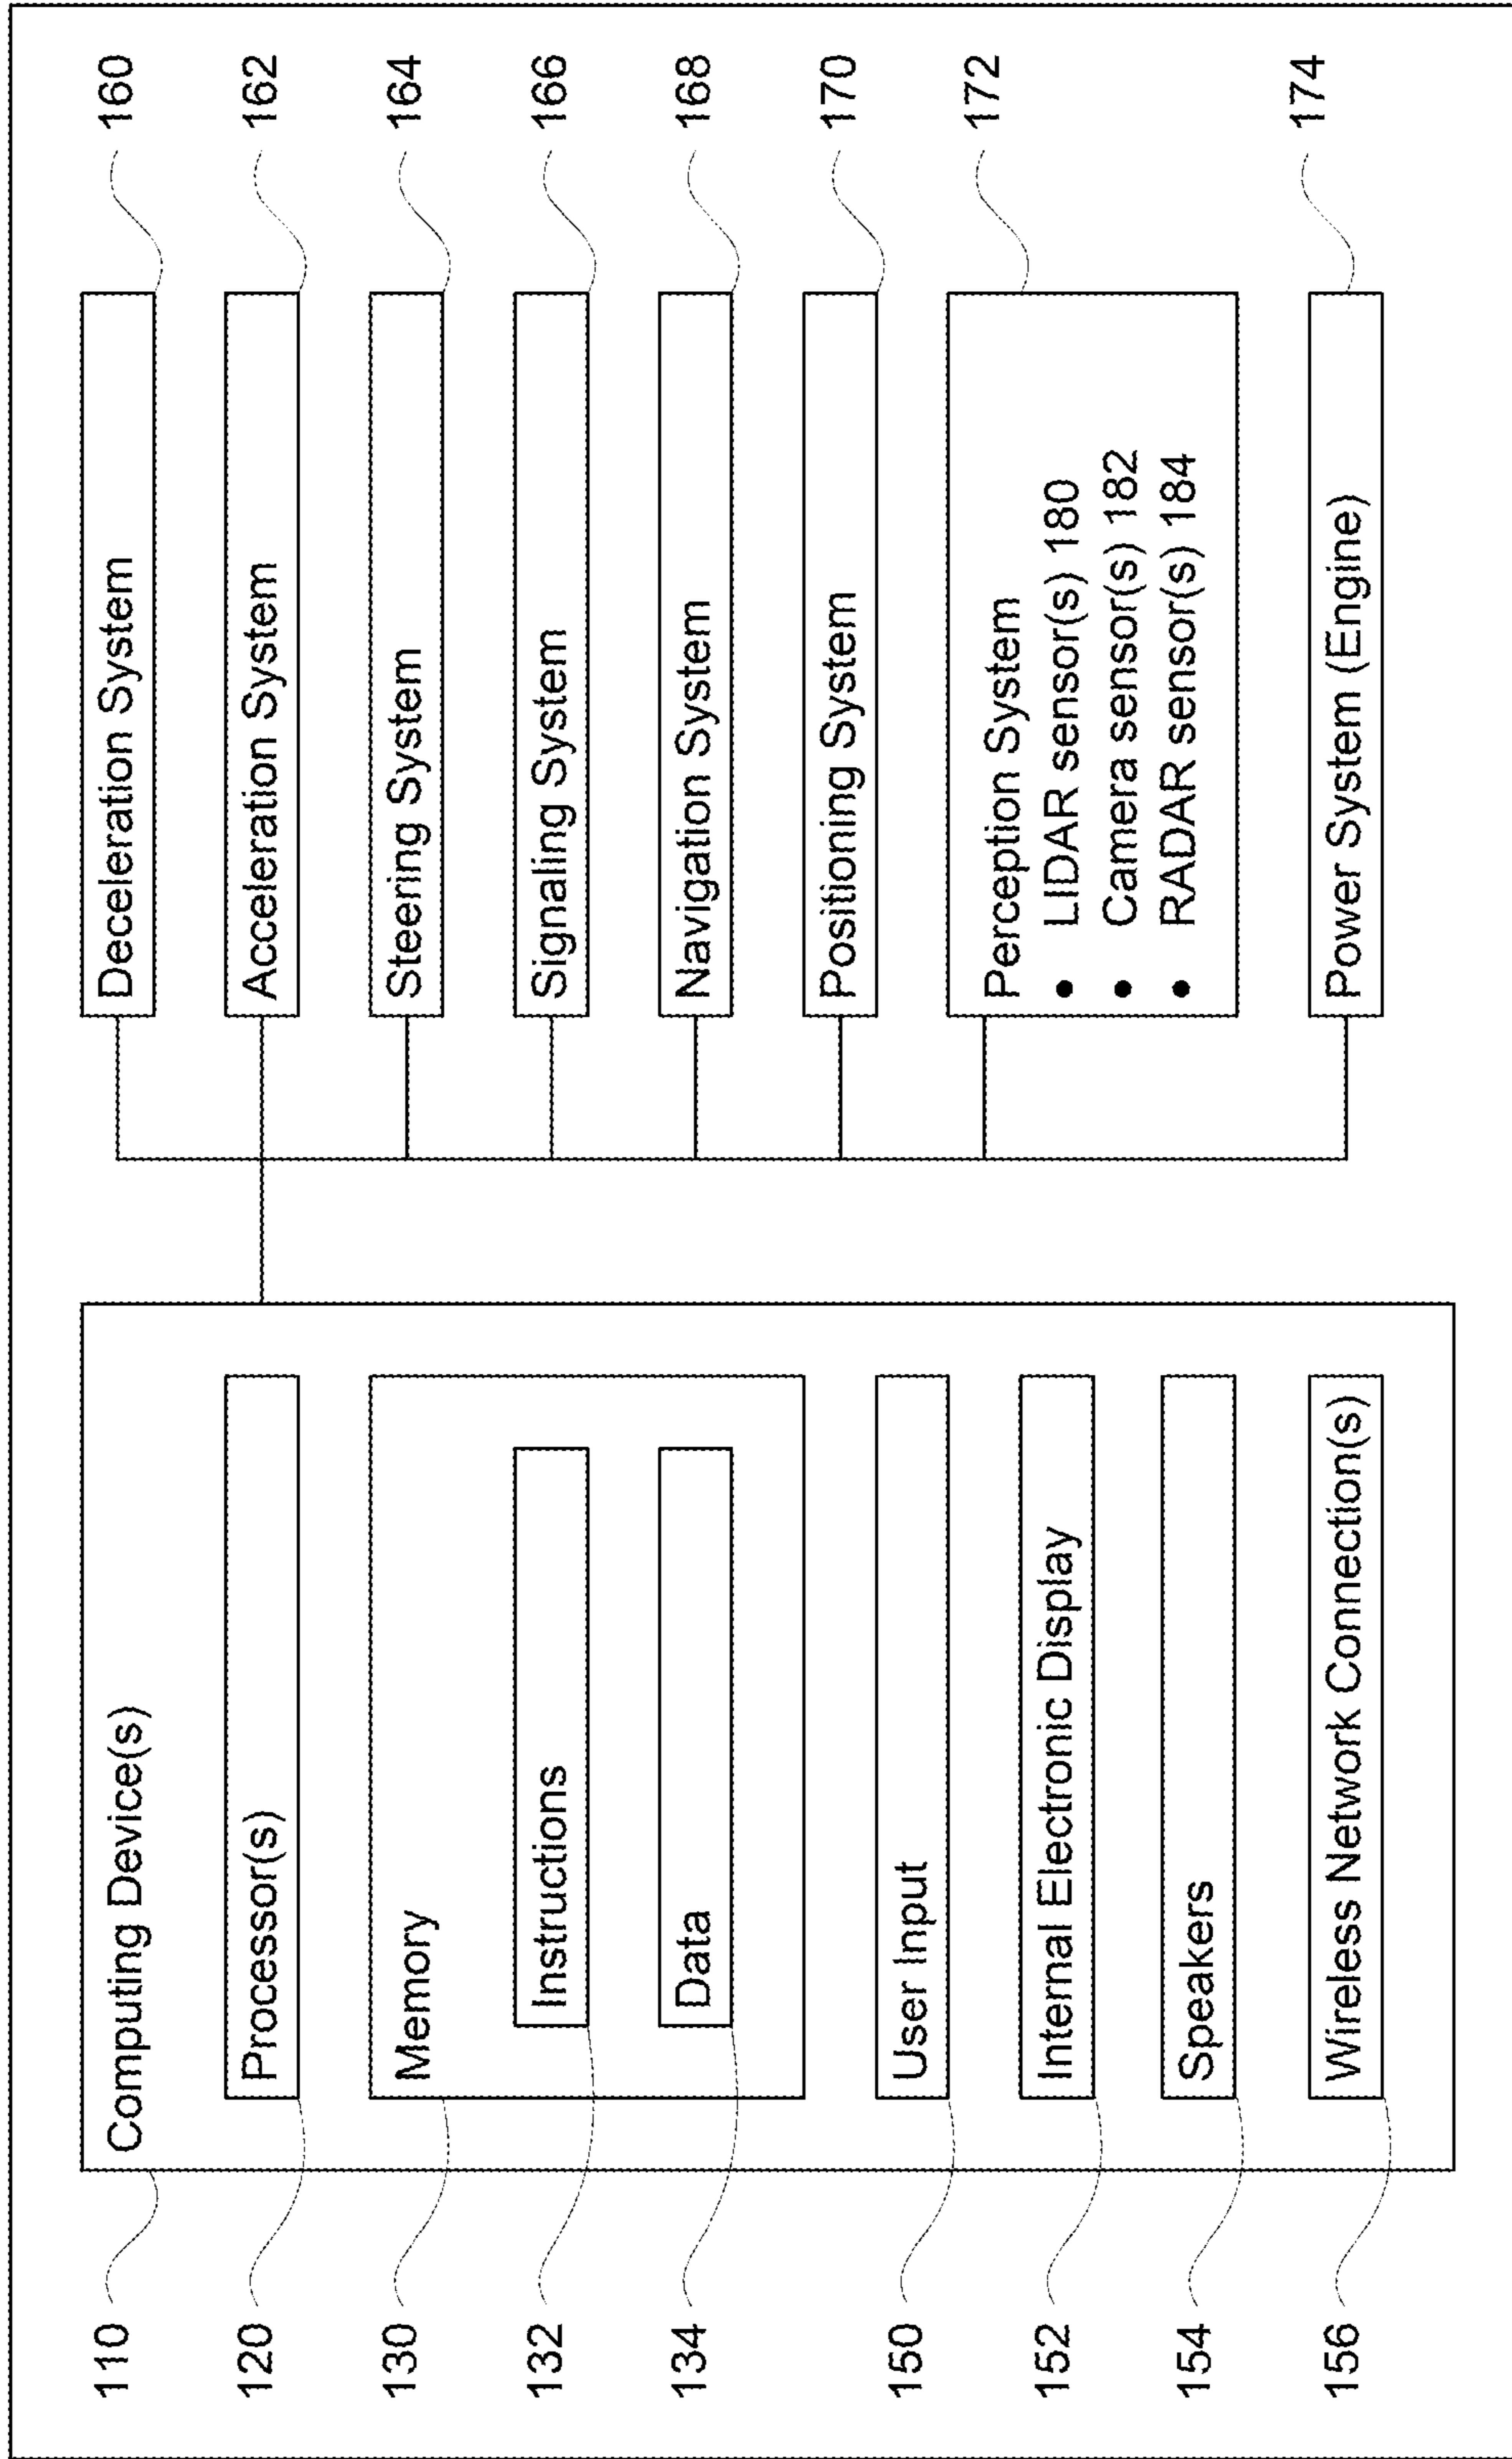 110
Computing Device(s)
120
Processor(s)
130
Memory
132
Instructions
134
Data
150
User Input
152
Internal Electronic Display
154
Speakers
156
Wireless Network Connection(s)
Deceleration System
160
Acceleration System
162
Steering System
164
Signaling System
166
Navigation System
168
Positioning System
170
Perception System
172
• LIDAR sensor(s) 180
• Camera sensor(s) 182
• RADAR sensor(s) 184
Power System (Engine)
174